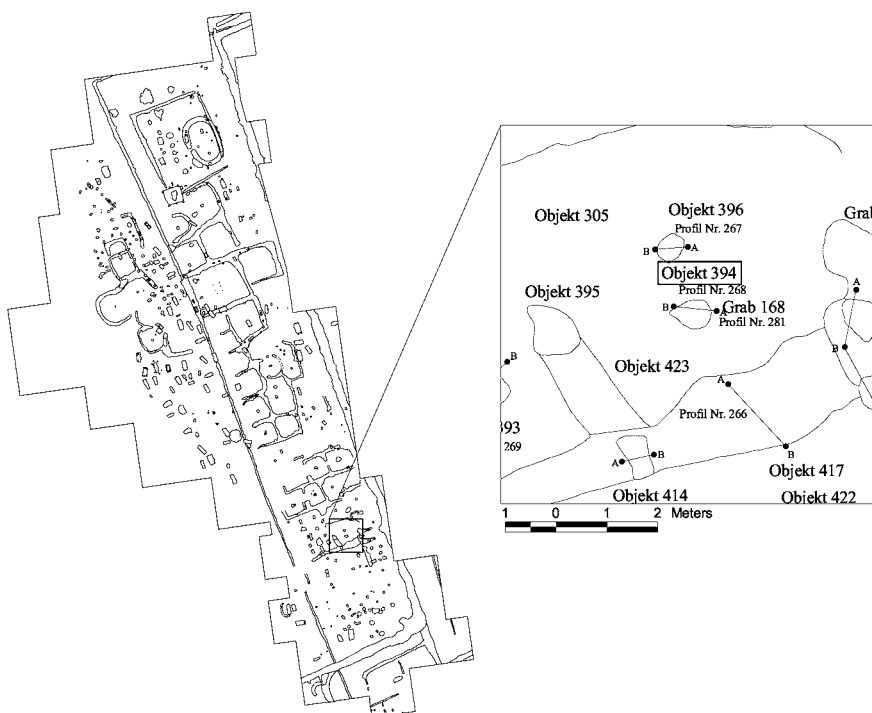 Objekt 305
Objekt 396
Profil Nr. 267
Grab
B A
Objekt 394
Profil Nr. 268
Objekt 395
A
B A
Grab 168
Profil Nr. 281
B
B
Objekt 423
A
Profil Nr. 266
393
269
A B
B
Objekt 417
Objekt 414
Objekt 422
1 0 1 2 Meters